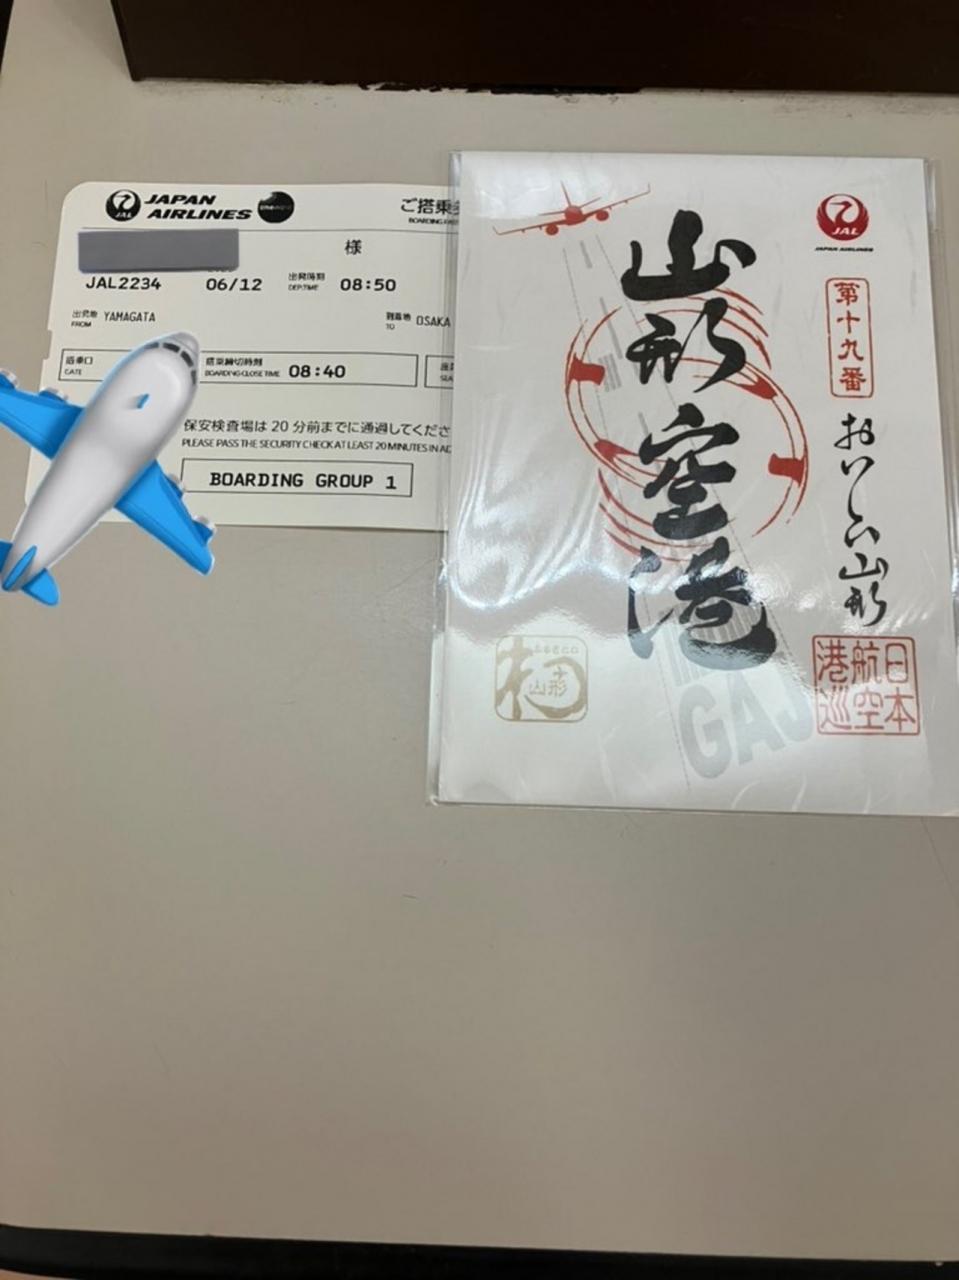 JAPAN
AIRLINES
JAL
ご搭乗
様
JAL2234
06/12
出発時刻
DEP.TIME
08:50
出発地
FROM
YAMAGATA
到着地
TO
OSAKA
搭乗口
GATE
搭乗締切時刻
BOARDING CLOSE TIME
08:40
保安検査場は20分前までに通過してくださ
PLEASE PASS THE SECURITY CHECK AT LEAST 20 MINUTES IN AD
BOARDING GROUP 1
山形空港
JAL
JAPAN AIRLINES
第十九番
おいしい山形
日本
航空
港巡
山形
GAJ